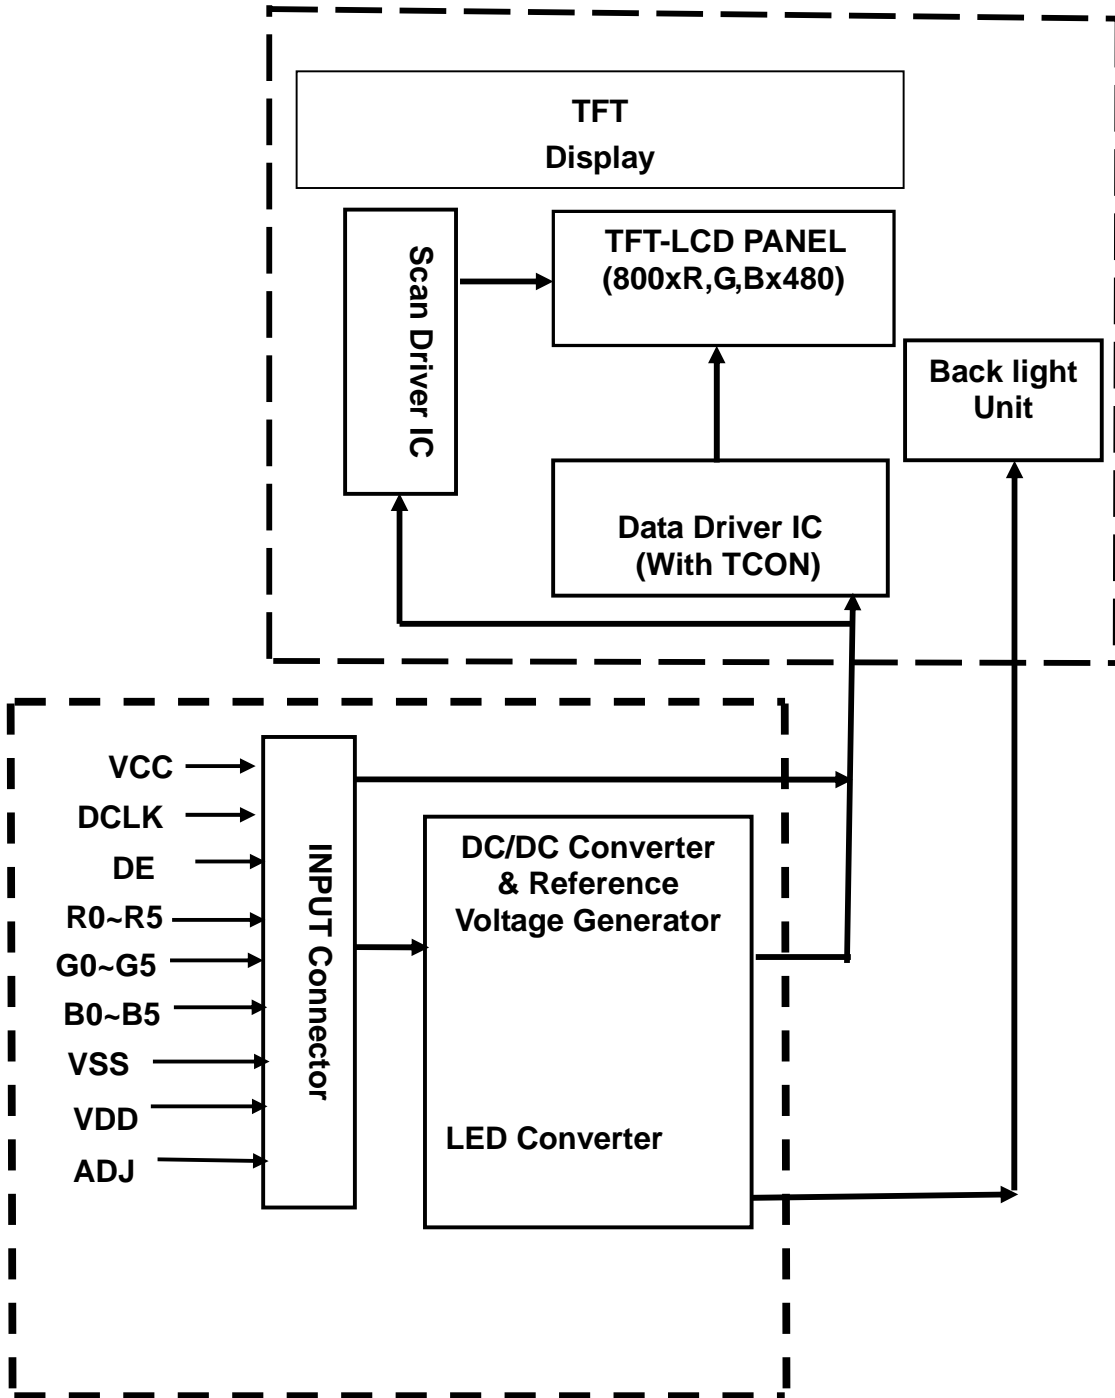 TFT
Display
Scan Driver IC
TFT-LCD PANEL
(800xR,G,Bx480)
Back light
Unit
Data Driver IC
(With TCON)
VCC
DCLK
DE
R0~R5
G0~G5
B0~B5
VSS
VDD
ADJ
INPUT Connector
DC/DC Converter
& Reference
Voltage Generator
LED Converter